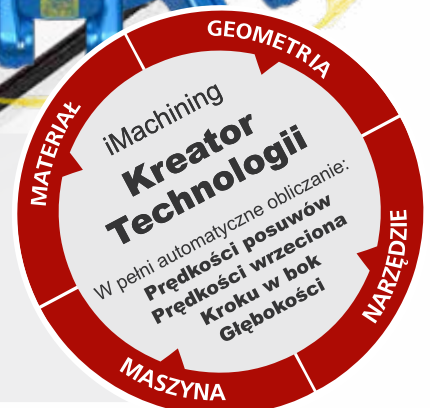 GEOMETRIA
MATERIAŁ
iMachining
Kreator
Technologii
W pełni automatyczne obliczanie:
Prędkości posuwów
Prędkości wrzeciona
Kroku w bok
Głębokości
NARZĘDZIE
MASZYNA